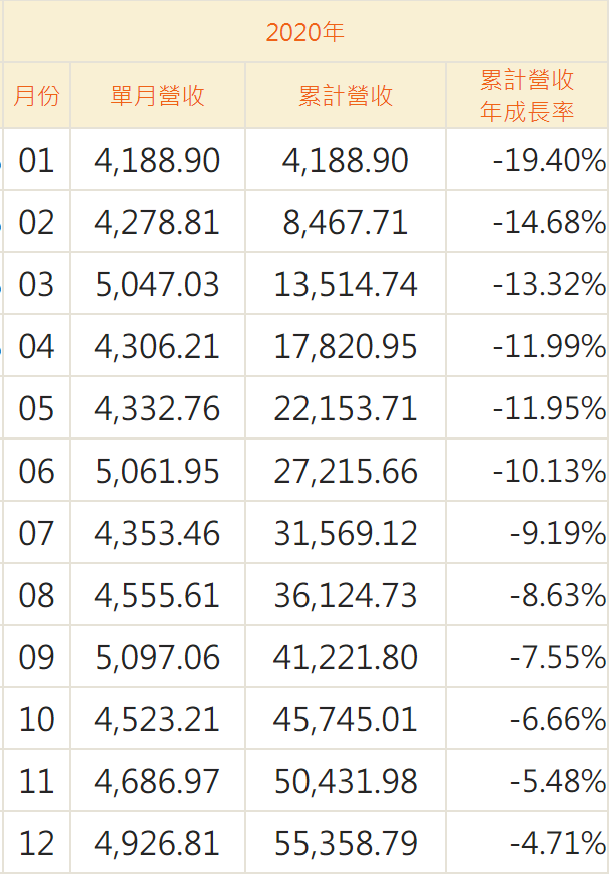 2020年
月份 單月營收 累計營收 累計營收
年成長率
01 4,188.90 4,188.90 -19.40%
02 4,278.81 8,467.71 -14.68%
03 5,047.03 13,514.74 -13.32%
04 4,306.21 17,820.95 -11.99%
05 4,332.76 22,153.71 -11.95%
06 5,061.95 27,215.66 -10.13%
07 4,353.46 31,569.12 -9.19%
08 4,555.61 36,124.73 -8.63%
09 5,097.06 41,221.80 -7.55%
10 4,523.21 45,745.01 -6.66%
11 4,686.97 50,431.98 -5.48%
12 4,926.81 55,358.79 -4.71%